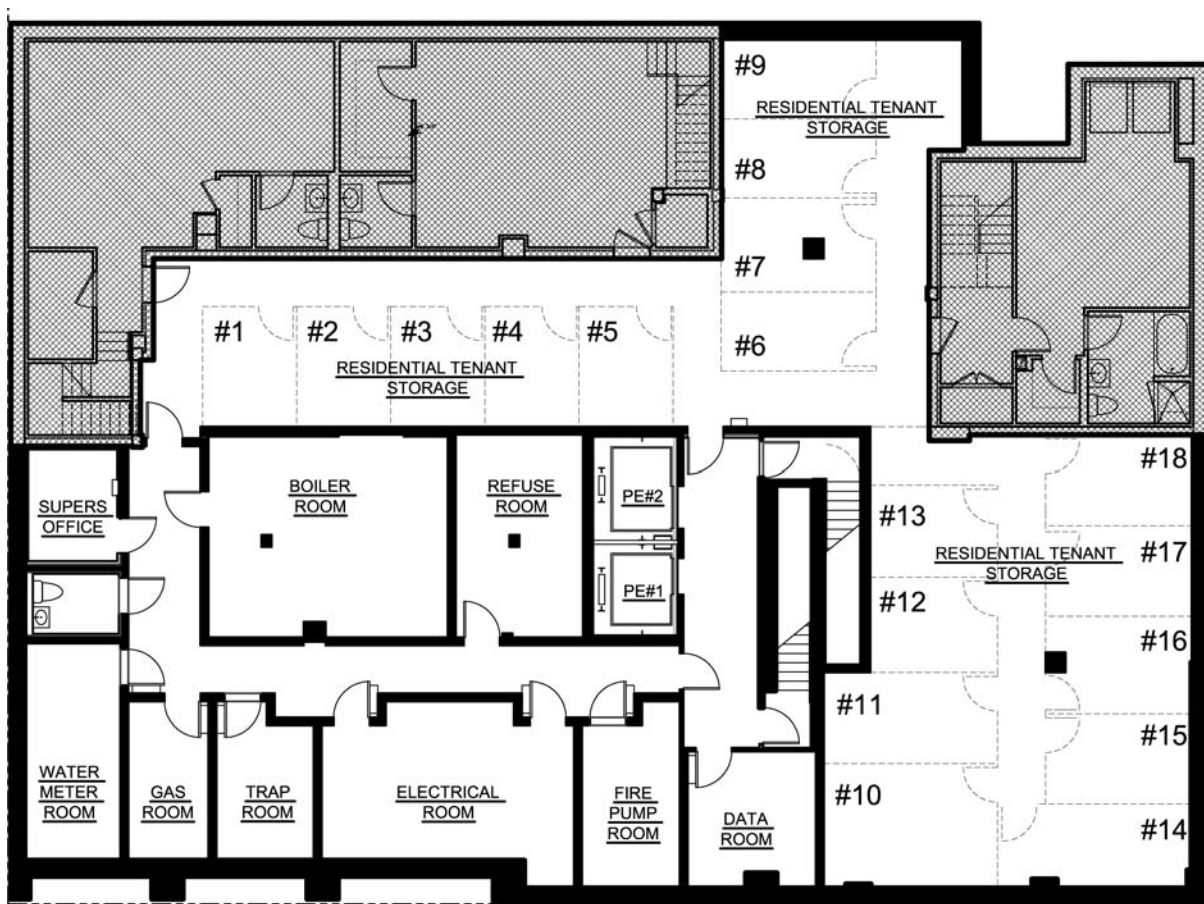 #9
RESIDENTIAL TENANT
STORAGE
#8
#7
#6
#1
#2
#3
#4
#5
RESIDENTIAL TENANT
STORAGE
#18
#13
RESIDENTIAL TENANT
STORAGE
#17
#12
#16
#11
#15
#10
#14
SUPERS
OFFICE
BOILER
ROOM
REFUSE
ROOM
PE#2
PE#1
WATER
METER
ROOM
GAS
ROOM
TRAP
ROOM
ELECTRICAL
ROOM
FIRE
PUMP
ROOM
DATA
ROOM